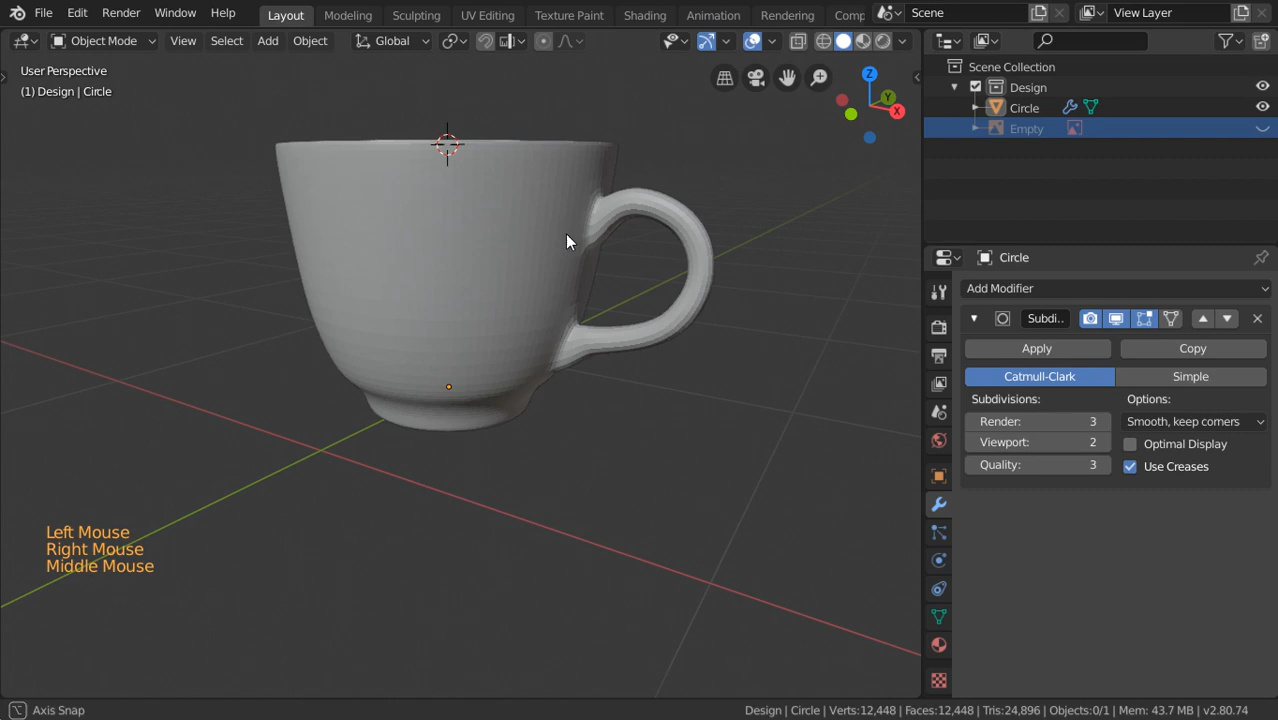 File Edit Render Window Help Layout Modeling Sculpting UV Editing Texture Paint Shading Animation Rendering Comp Scene View Layer
Object Mode View Select Add Object Global
User Perspective
(1) Design | Circle
Z
Y
X
Scene Collection
Design
Circle
Empty
Circle
Add Modifier
Subdi..
Apply Copy
Catmull-Clark Simple
Subdivisions: Options:
Render: 3 Smooth, keep corners
Viewport: 2 Optimal Display
Quality: 3 Use Creases
Left Mouse
Right Mouse
Middle Mouse
Axis Snap Design | Circle | Verts:12,448 | Faces:12,448 | Tris:24,896 | Objects:0/1 | Mem: 43.7 MB | v2.80.74